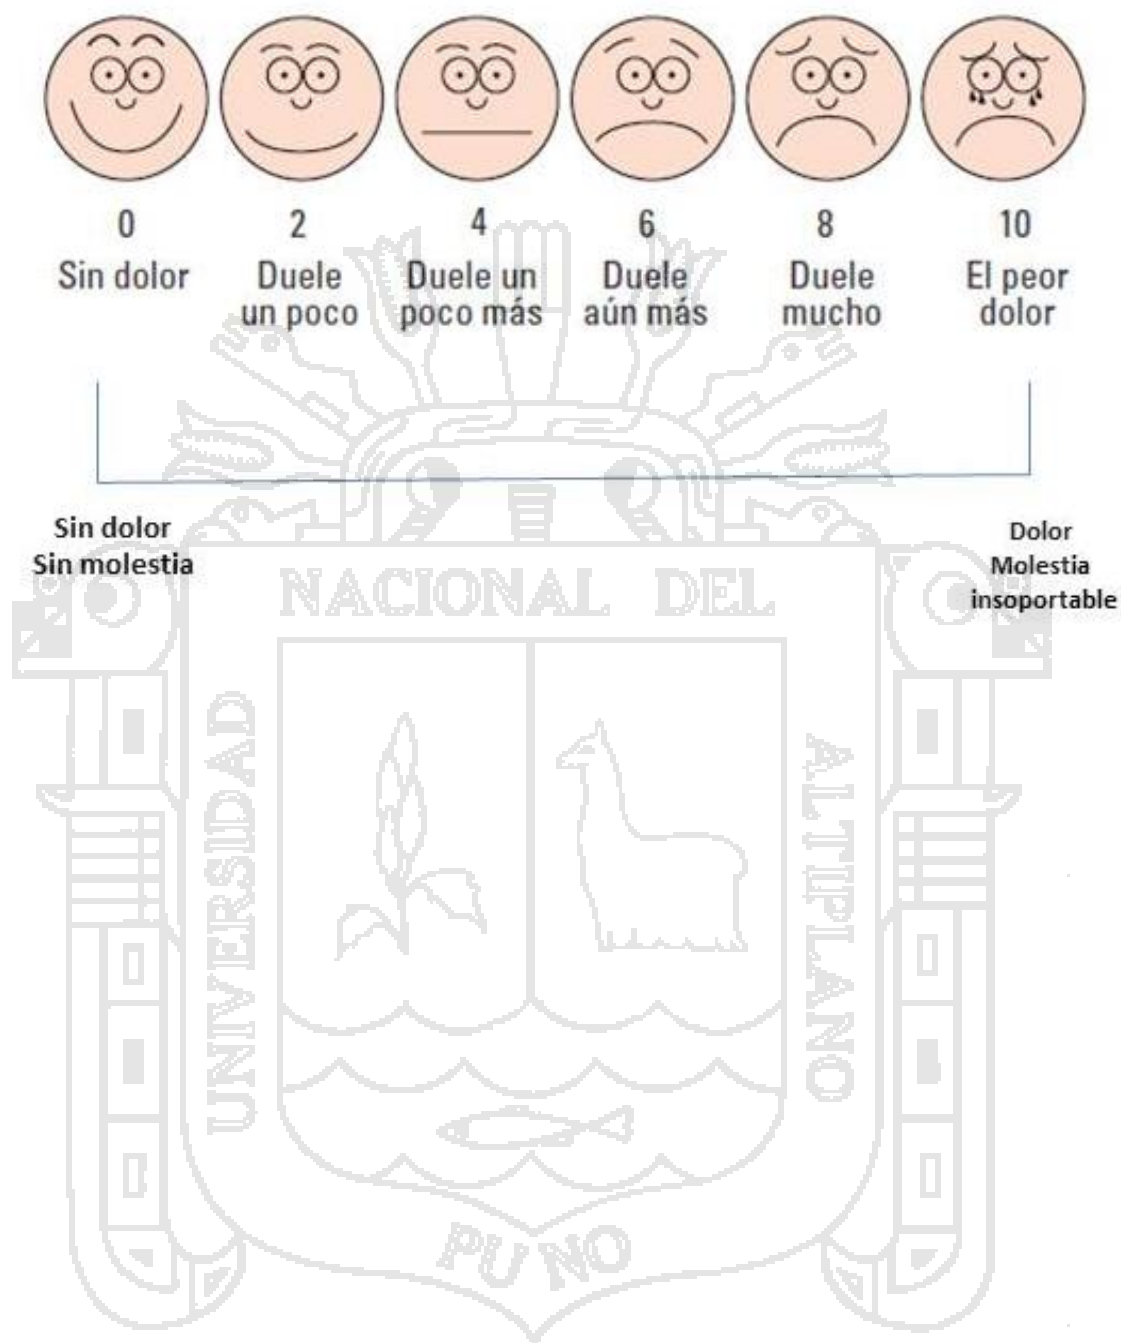 0 2 4 6 8 10
Sin dolor Duele Duele un Duele Duele El peor
un poco poco más aún más mucho dolor
Sin dolor
Sin molestia
Dolor
Molestia
insoportable
NACIONAL DEL
UNIVERSIDAD
ALTIPLANO
PUNO